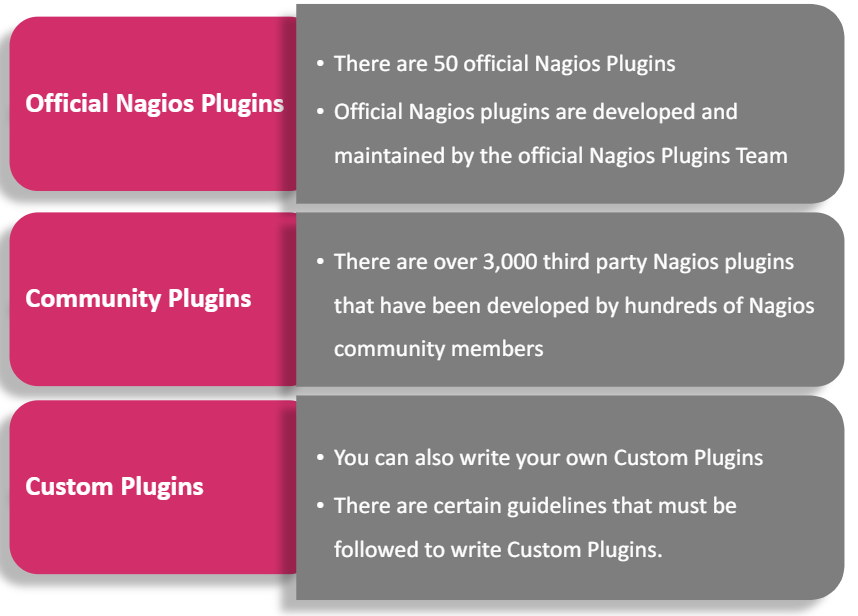 Official Nagios Plugins
• There are 50 official Nagios Plugins
• Official Nagios plugins are developed and
maintained by the official Nagios Plugins Team
Community Plugins
• There are over 3,000 third party Nagios plugins
that have been developed by hundreds of Nagios
community members
Custom Plugins
• You can also write your own Custom Plugins
• There are certain guidelines that must be
followed to write Custom Plugins.